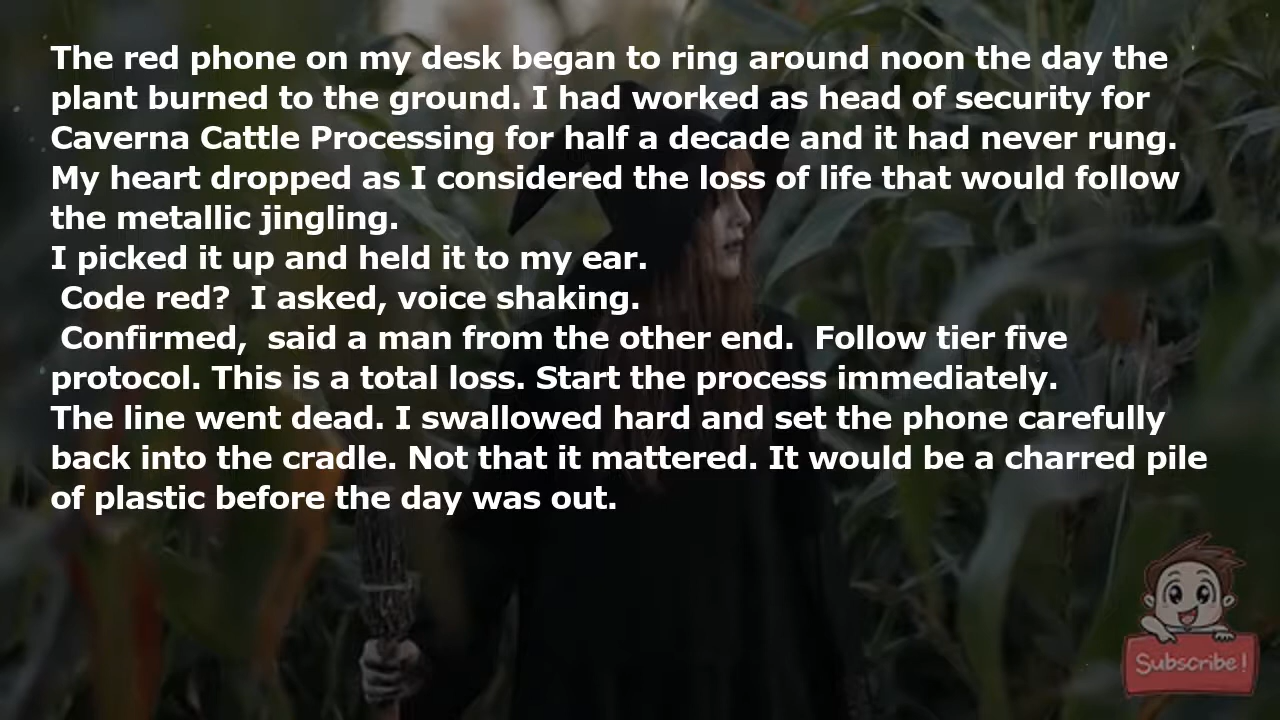 The red phone on my desk began to ring around noon the day the
plant burned to the ground. I had worked as head of security for
Caverna Cattle Processing for half a decade and it had never rung.
My heart dropped as I considered the loss of life that would follow
the metallic jingling.
I picked it up and held it to my ear.
Code red?  I asked, voice shaking.
Confirmed,  said a man from the other end.  Follow tier five
protocol. This is a total loss. Start the process immediately.
The line went dead. I swallowed hard and set the phone carefully
back into the cradle. Not that it mattered. It would be a charred pile
of plastic before the day was out.
Subscribe!